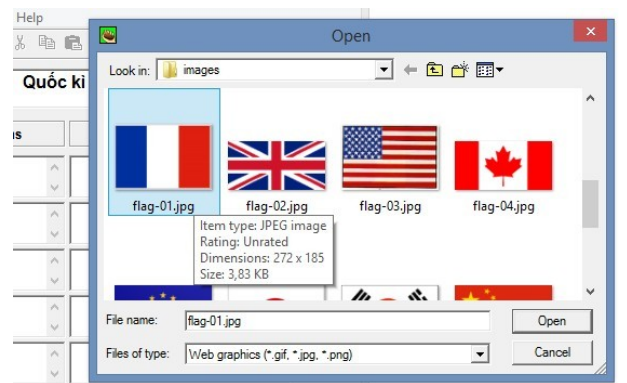 Help
Open
Look in: images
Quốc kì
s
flag-01.jpg
flag-02.jpg
flag-03.jpg
flag-04.jpg
Item type: JPEG image
Rating: Unrated
Dimensions: 272 x 185
Size: 3,83 KB
File name: flag-01.jpg
Open
Files of type: Web graphics (*.gif, *.jpg, *.png)
Cancel